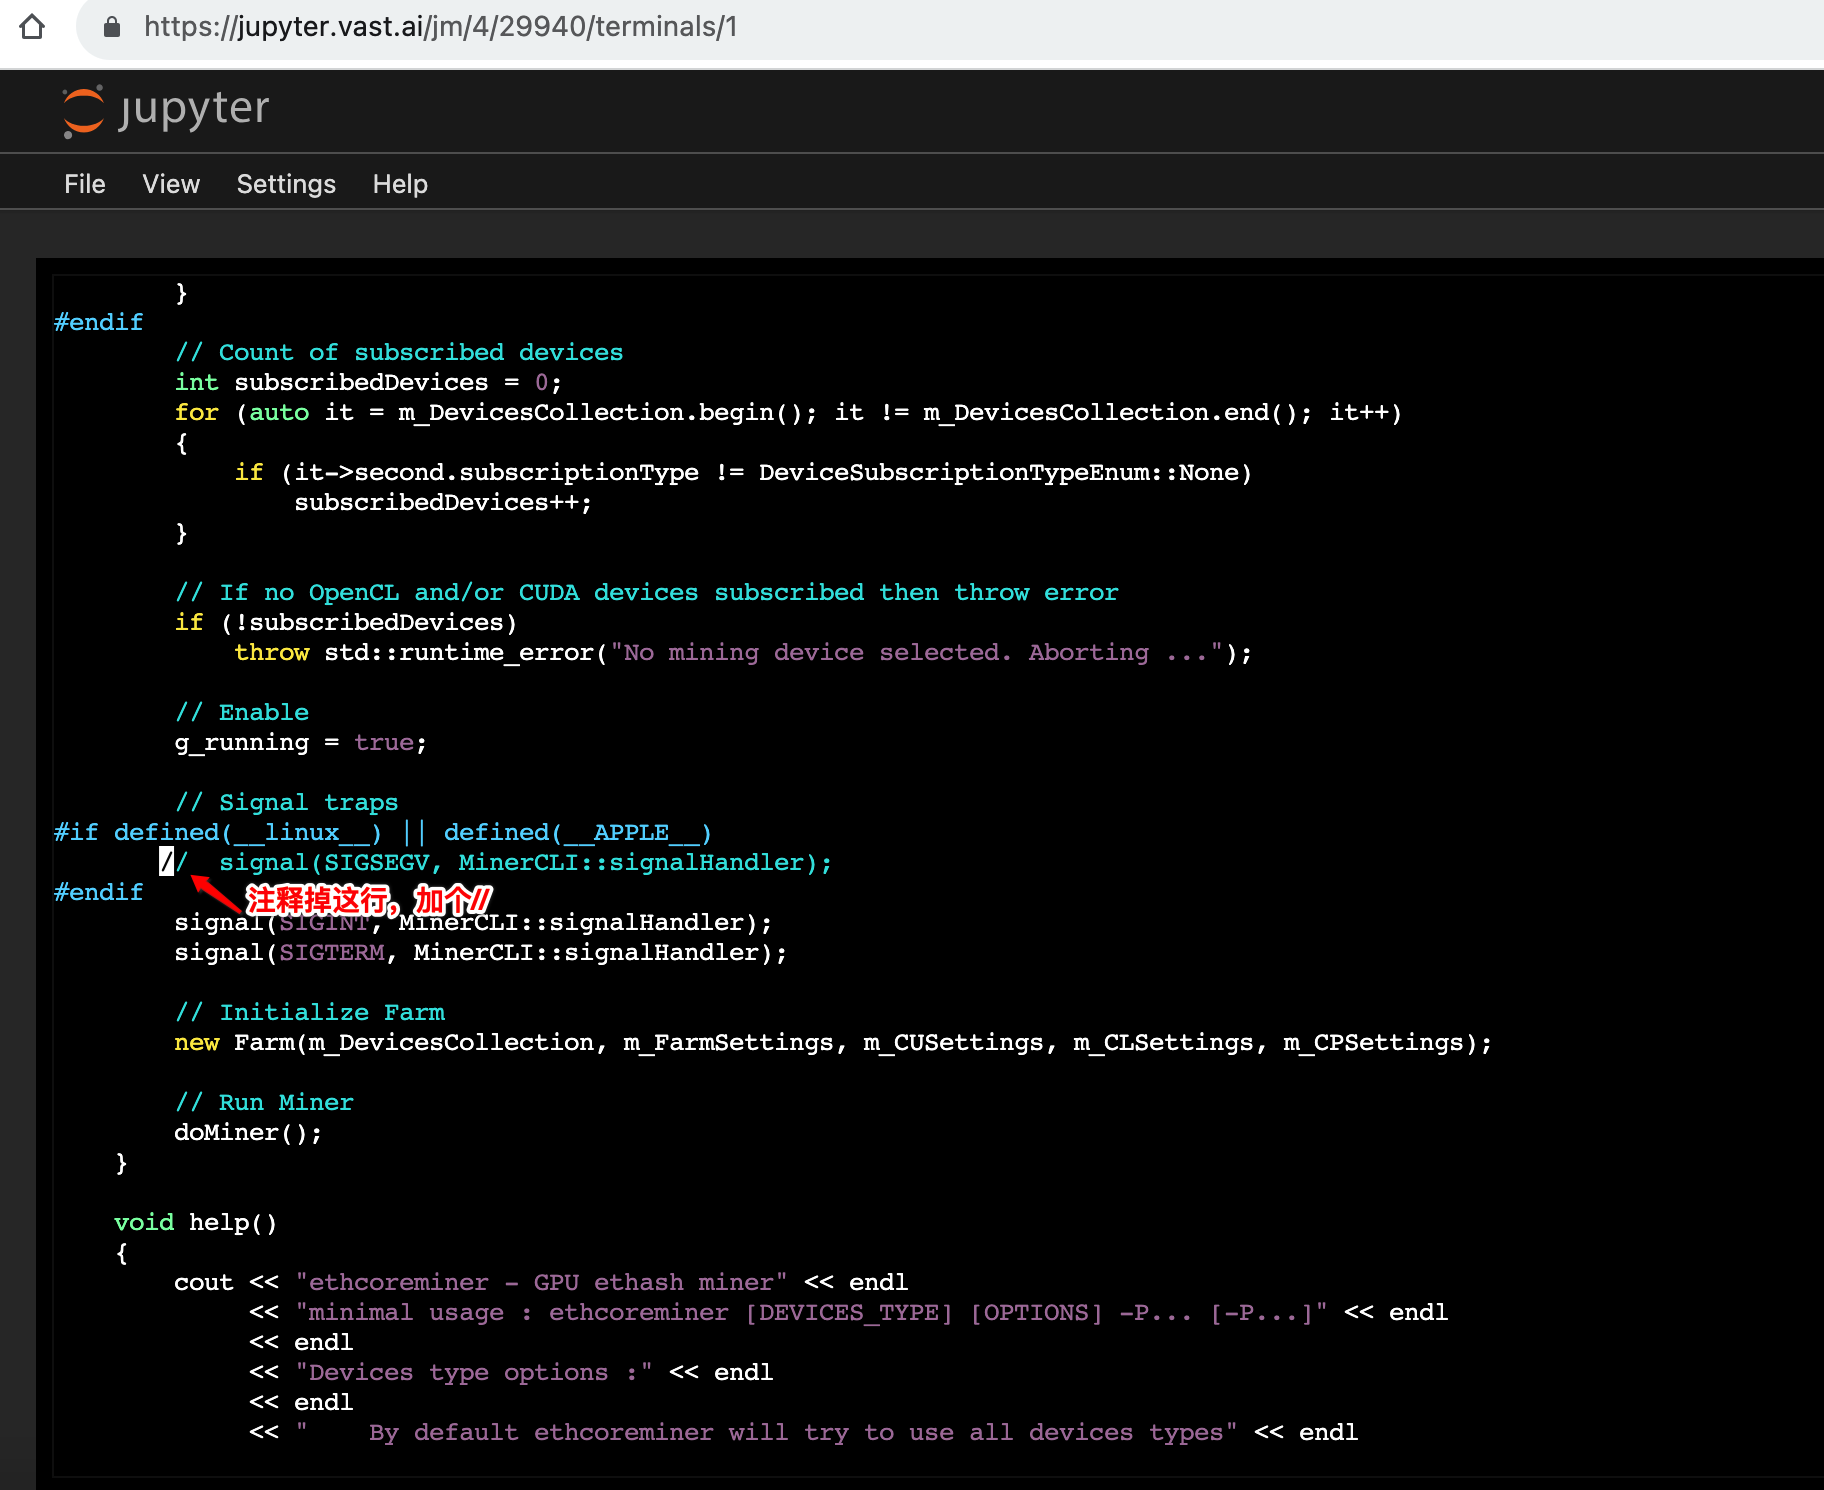 https://jupyter.vast.ai/jm/4/29940/terminals/1
jupyter
File View Settings Help
        }
#endif
        // Count of subscribed devices
        int subscribedDevices = 0;
        for (auto it = m_DevicesCollection.begin(); it != m_DevicesCollection.end(); it++)
        {
            if (it->second.subscriptionType != DeviceSubscriptionTypeEnum::None)
                subscribedDevices++;
        }
        // If no OpenCL and/or CUDA devices subscribed then throw error
        if (!subscribedDevices)
            throw std::runtime_error("No mining device selected. Aborting ...");
        // Enable
        g_running = true;
        // Signal traps
#if defined(__linux__) || defined(__APPLE__)
       //  signal(SIGSEGV, MinerCLI::signalHandler);
#endif
注释掉这行，加个//
        signal(SIGINT, MinerCLI::signalHandler);
        signal(SIGTERM, MinerCLI::signalHandler);
        // Initialize Farm
        new Farm(m_DevicesCollection, m_FarmSettings, m_CUSettings, m_CLSettings, m_CPSettings);
        // Run Miner
        doMiner();
    }
    void help()
    {
        cout << "ethcoreminer - GPU ethash miner" << endl
             << "minimal usage : ethcoreminer [DEVICES_TYPE] [OPTIONS] -P... [-P...]" << endl
             << endl
             << "Devices type options :" << endl
             << endl
             << "    By default ethcoreminer will try to use all devices types" << endl